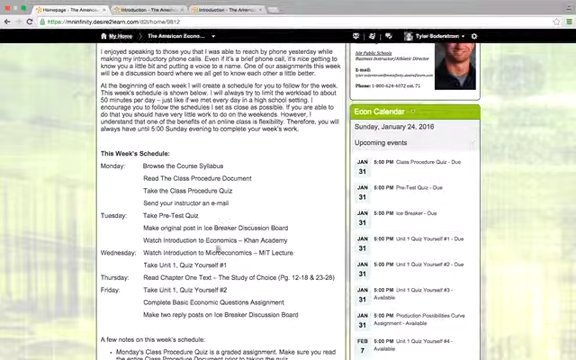 Homepage - The America
Introduction - The Ameri
Introduction - The Ameri
https://mninfinity.desire2learn.com/d2l/home/9812
My Home
The American Econo...
Tyler Boderstrom
I enjoyed speaking to those you that I was able to reach by phone yesterday while
making my introductory phone calls. Even if it's a brief phone call, it's nice getting to
know you a little bit and putting a voice to a name. One of our assignments this week
will be a discussion board where we all get to know each other a little better.
At the beginning of each week I will create a schedule for you to follow for the week.
This week's schedule is shown below. I will always try to limit the workload to about
50 minutes per day – just like if we met every day in a high school setting. I
encourage you to follow the schedules I set as close as possible. If you are able to
do that you should have very little work to do on the weekends. However, I
understand that one of the benefits of an online class is flexibility. Therefore, you will
always have until 5:00 Sunday evening to complete your week's work.
This Week's Schedule:
Monday: Browse the Course Syllabus
Read The Class Procedure Document
Take the Class Procedure Quiz
Send your instructor an e-mail
Tuesday: Take Pre-Test Quiz
Make original post in Ice Breaker Discussion Board
Watch Introduction to Economics – Khan Academy
Wednesday: Watch Introduction to Microeconomics – MIT Lecture
Take Unit 1, Quiz Yourself #1
Thursday: Read Chapter One Text – The Study of Choice (Pg. 12-18 & 23-28)
Friday: Take Unit 1, Quiz Yourself #2
Complete Basic Economic Questions Assignment
Make two reply posts on Ice Breaker Discussion Board
A few notes on this week's schedule:
• Monday's Class Procedure Quiz is a graded assignment. Make sure you read
the entire Class Procedure Document prior to taking the quiz.
Public Schools
Business Instructor/Athletic Director
E-mail:
Phone: 1-800-624-6972 ext. 71
Econ Calendar
Sunday, January 24, 2016
Upcoming events
JAN 31 5:00 PM Class Procedure Quiz - Due
JAN 31 5:00 PM Pre-Test Quiz - Due
JAN 31 5:00 PM Ice Breaker - Due
JAN 31 5:00 PM Unit 1 Quiz Yourself #1 - Due
JAN 31 5:00 PM Unit 1 Quiz Yourself #3 - Available
JAN 31 5:00 PM Production Possibilities Curve Assignment - Available
FEB 7 5:00 PM Unit 1 Quiz Yourself #4 -